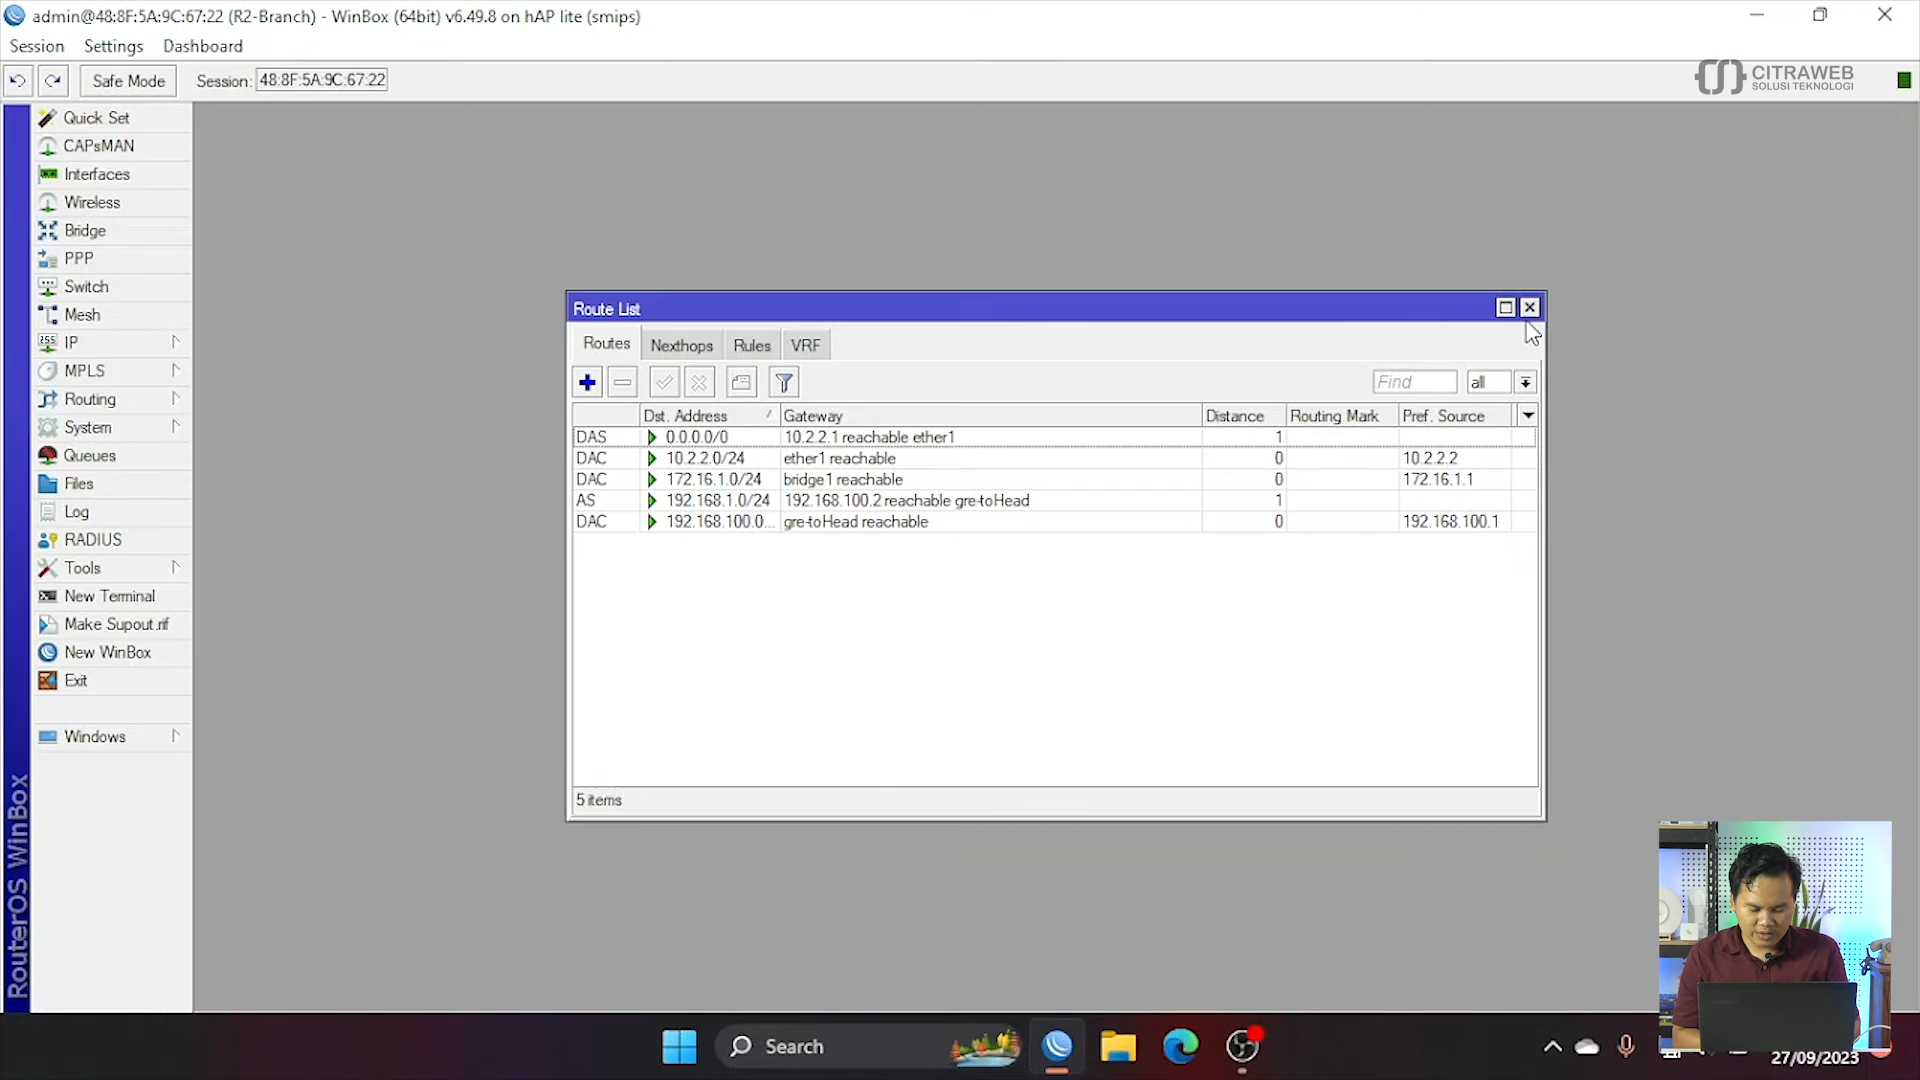 admin@48:8F:5A:9C:67:22 (R2-Branch) - WinBox (64bit) v6.49.8 on hAP lite (smips)
Session Settings Dashboard
Safe Mode Session: 48:8F:5A:9C:67:22
CITRAWEB
SOLUSI TEKNOLOGI
Quick Set
CAPsMAN
Interfaces
Wireless
Bridge
PPP
Switch
Mesh
IP
MPLS
Routing
System
Queues
Files
Log
RADIUS
Tools
New Terminal
Make Supout.rif
New WinBox
Exit
Windows
RouterOS WinBox
Route List
Routes Nexthops Rules VRF
Find all
Dst. Address Gateway Distance Routing Mark Pref. Source
DAS 0.0.0.0/0 10.2.2.1 reachable ether1 1
DAC 10.2.2.0/24 ether1 reachable 0 10.2.2.2
DAC 172.16.1.0/24 bridge1 reachable 0 172.16.1.1
AS 192.168.1.0/24 192.168.100.2 reachable gre-toHead 1
DAC 192.168.100.0... gre-toHead reachable 0 192.168.100.1
5 items
Search
27/09/2023